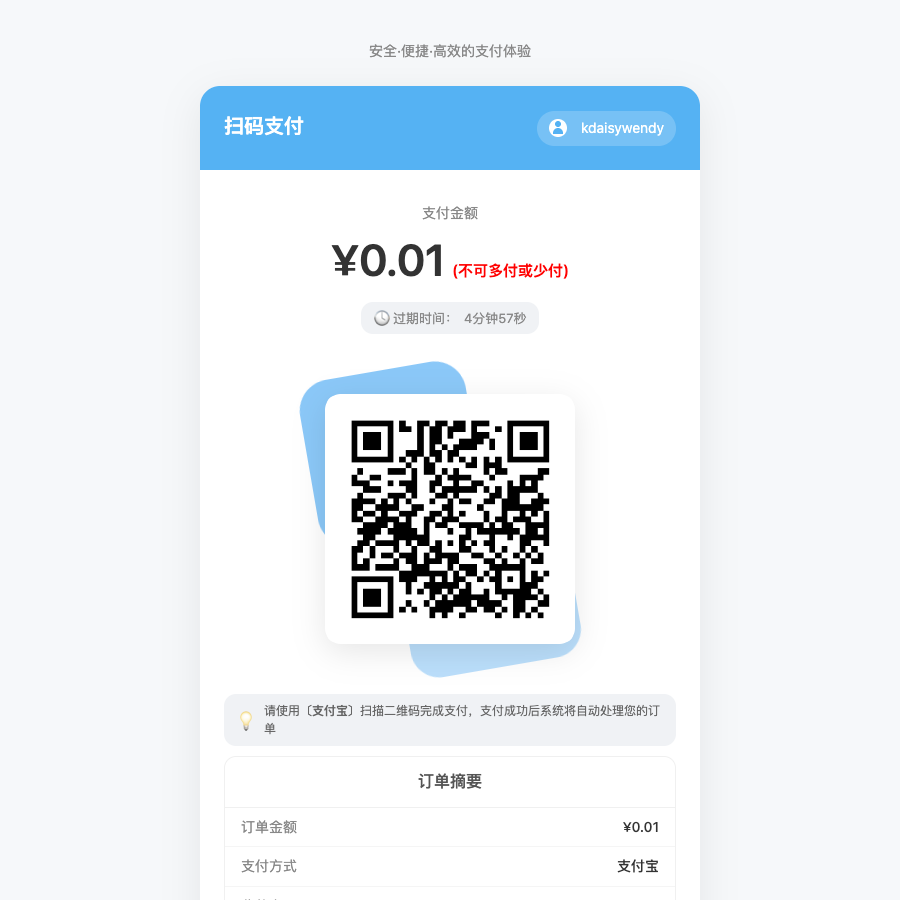 安全·便捷·高效的支付体验
扫码支付
kdaisywendy
支付金额
¥0.01 (不可多付或少付)
过期时间： 4分钟57秒
请使用〔支付宝〕扫描二维码完成支付，支付成功后系统将自动处理您的订
单
订单摘要
订单金额
¥0.01
支付方式
支付宝